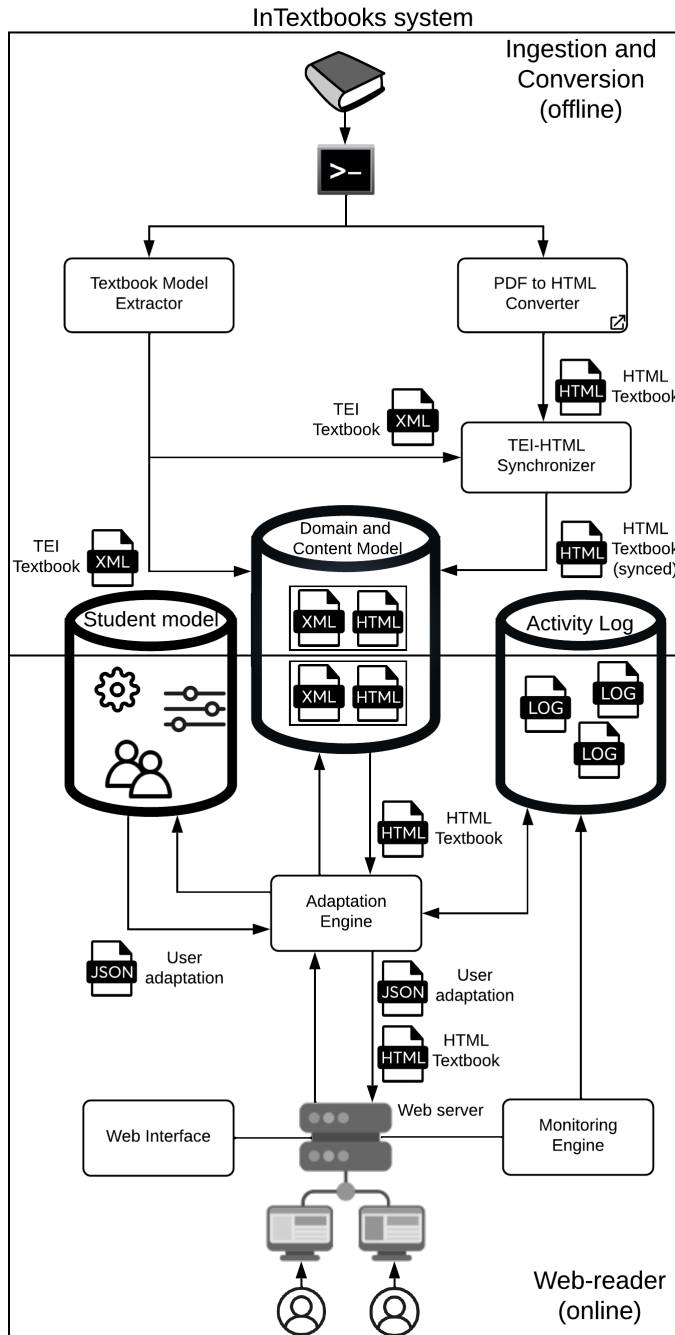 InTextbooks system
Ingestion and
Conversion
(offline)
>–
Textbook Model
Extractor
PDF to HTML
Converter
HTML
HTML
Textbook
TEI
Textbook
XML
TEI-HTML
Synchronizer
TEI
Textbook
XML
Domain and
Content Model
HTML
HTML
Textbook
(synced)
Student model
XML
HTML
Activity Log
XML
HTML
LOG
LOG
LOG
HTML
HTML
Textbook
Adaptation
Engine
JSON
User
adaptation
JSON
User
adaptation
HTML
HTML
Textbook
Web Interface
Web server
Monitoring
Engine
Web-reader
(online)